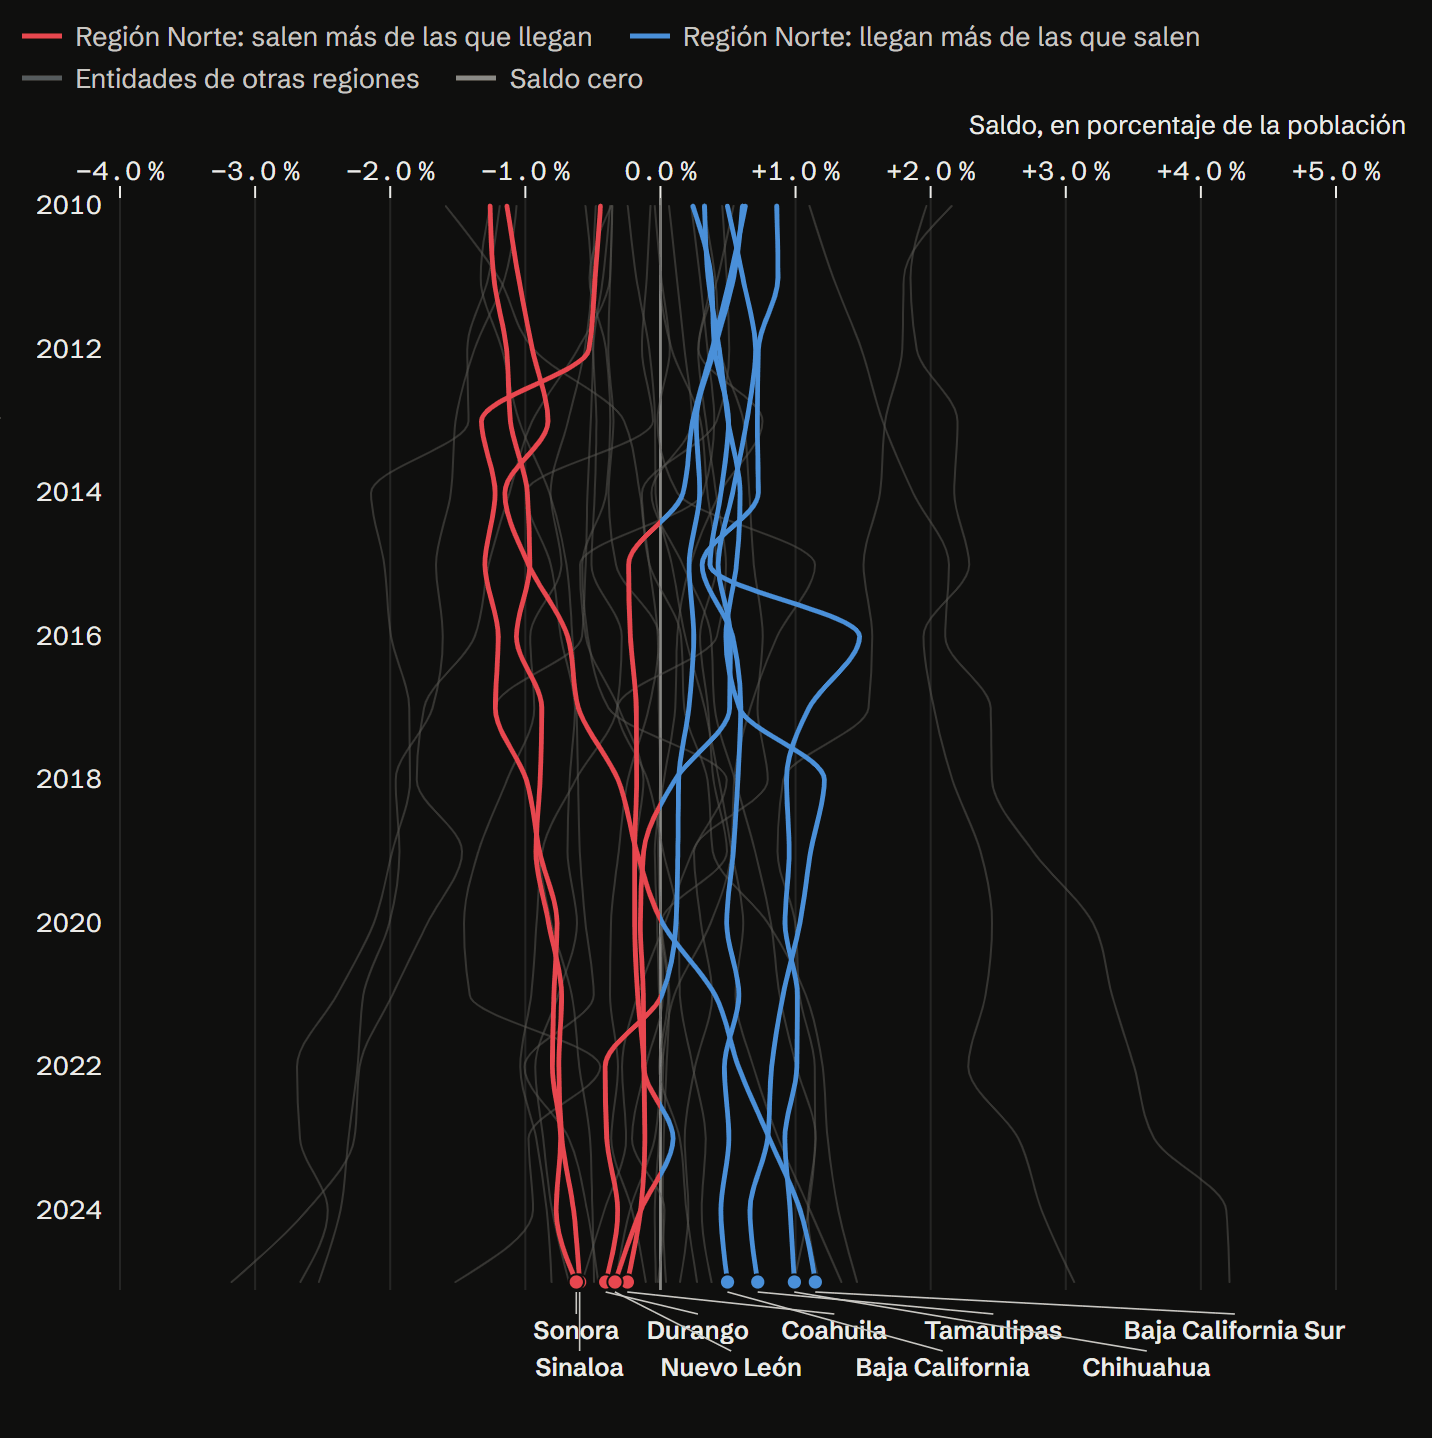 Región Norte: salen más de las que llegan
Región Norte: llegan más de las que salen
Entidades de otras regiones
Saldo cero
Saldo, en porcentaje de la población
−4.0 %
−3.0 %
−2.0 %
−1.0 %
0.0 %
+1.0 %
+2.0 %
+3.0 %
+4.0 %
+5.0 %
2010
2012
2014
2016
2018
2020
2022
2024
Sonora
Durango
Coahuila
Tamaulipas
Baja California Sur
Sinaloa
Nuevo León
Baja California
Chihuahua